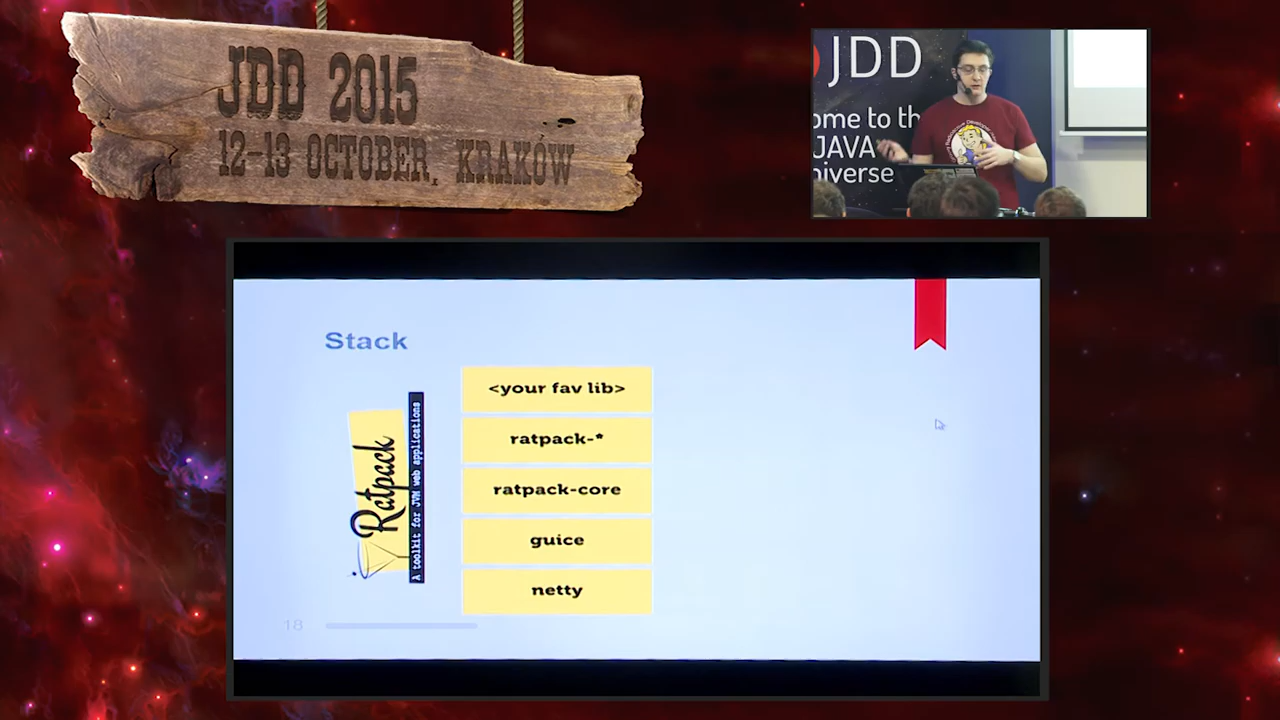 JDD 2015
12-13 OCTOBER, KRAKÓW
JDD
ome to th
JAVA
niverse
Stack
<your fav lib>
ratpack-*
ratpack-core
guice
netty
Ratpack
A toolkit for JVM web applications
18